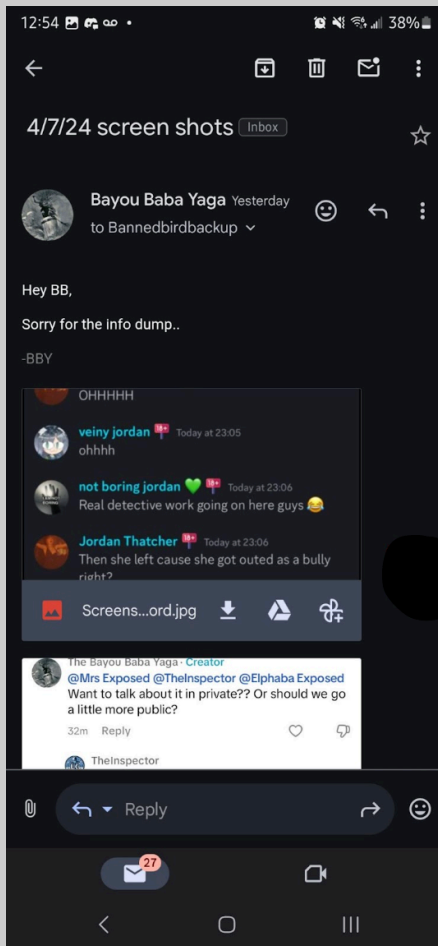 12:54
38%
4/7/24 screen shots Inbox
Bayou Baba Yaga Yesterday
to Bannedbirdbackup
Hey BB,
Sorry for the info dump..
-BBY
OHHHHH
veiny jordan 18+ Today at 23:05
ohhhh
not boring jordan 💚 18+ Today at 23:06
Real detective work going on here guys 😂
Jordan Thatcher 18+ Today at 23:06
Then she left cause she got outed as a bully
right?
Screens...ord.jpg
The Bayou Baba Yaga · Creator
@Mrs Exposed @TheInspector @Elphaba Exposed
Want to talk about it in private?? Or should we go
a little more public?
32m Reply
TheInspector
Reply
27